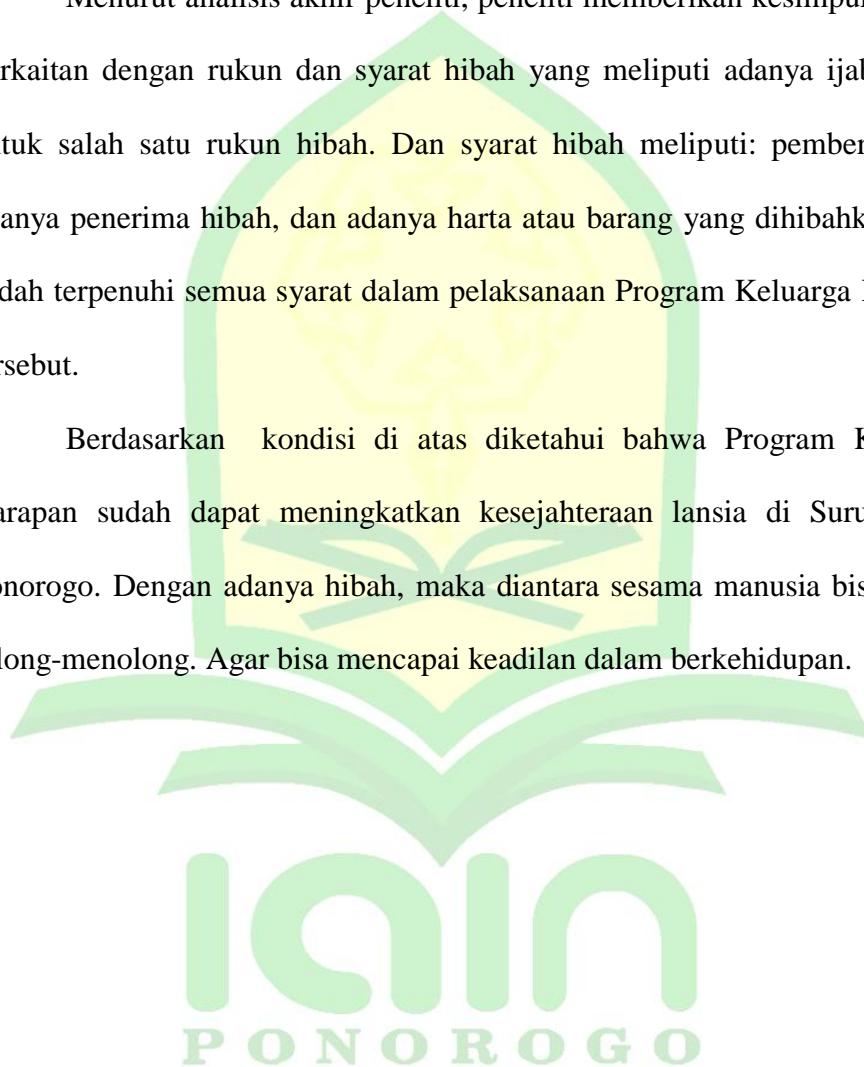 Menurut analisis akhir peneliti, peneliti memberikan kesimpul
rkaitan dengan rukun dan syarat hibah yang meliputi adanya ijab
tuk salah satu rukun hibah. Dan syarat hibah meliputi: pember
anya penerima hibah, dan adanya harta atau barang yang dihibahk
dah terpenuhi semua syarat dalam pelaksanaan Program Keluarga
rsebut.
Berdasarkan kondisi di atas diketahui bahwa Program K
arapan sudah dapat meningkatkan kesejahteraan lansia di Suru
onorogo. Dengan adanya hibah, maka diantara sesama manusia bis
long-menolong. Agar bisa mencapai keadilan dalam berkehidupan.
iain
PONOROGO